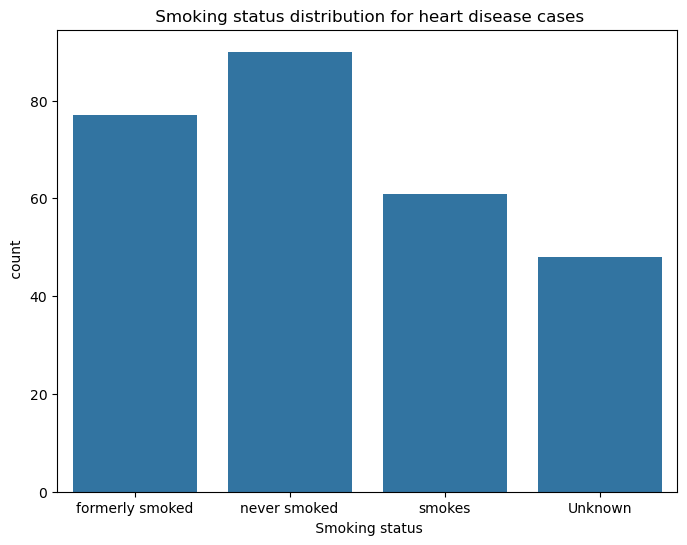 Smoking status distribution for heart disease cases
count
80
60
40
20
0
formerly smoked never smoked smokes Unknown
Smoking status